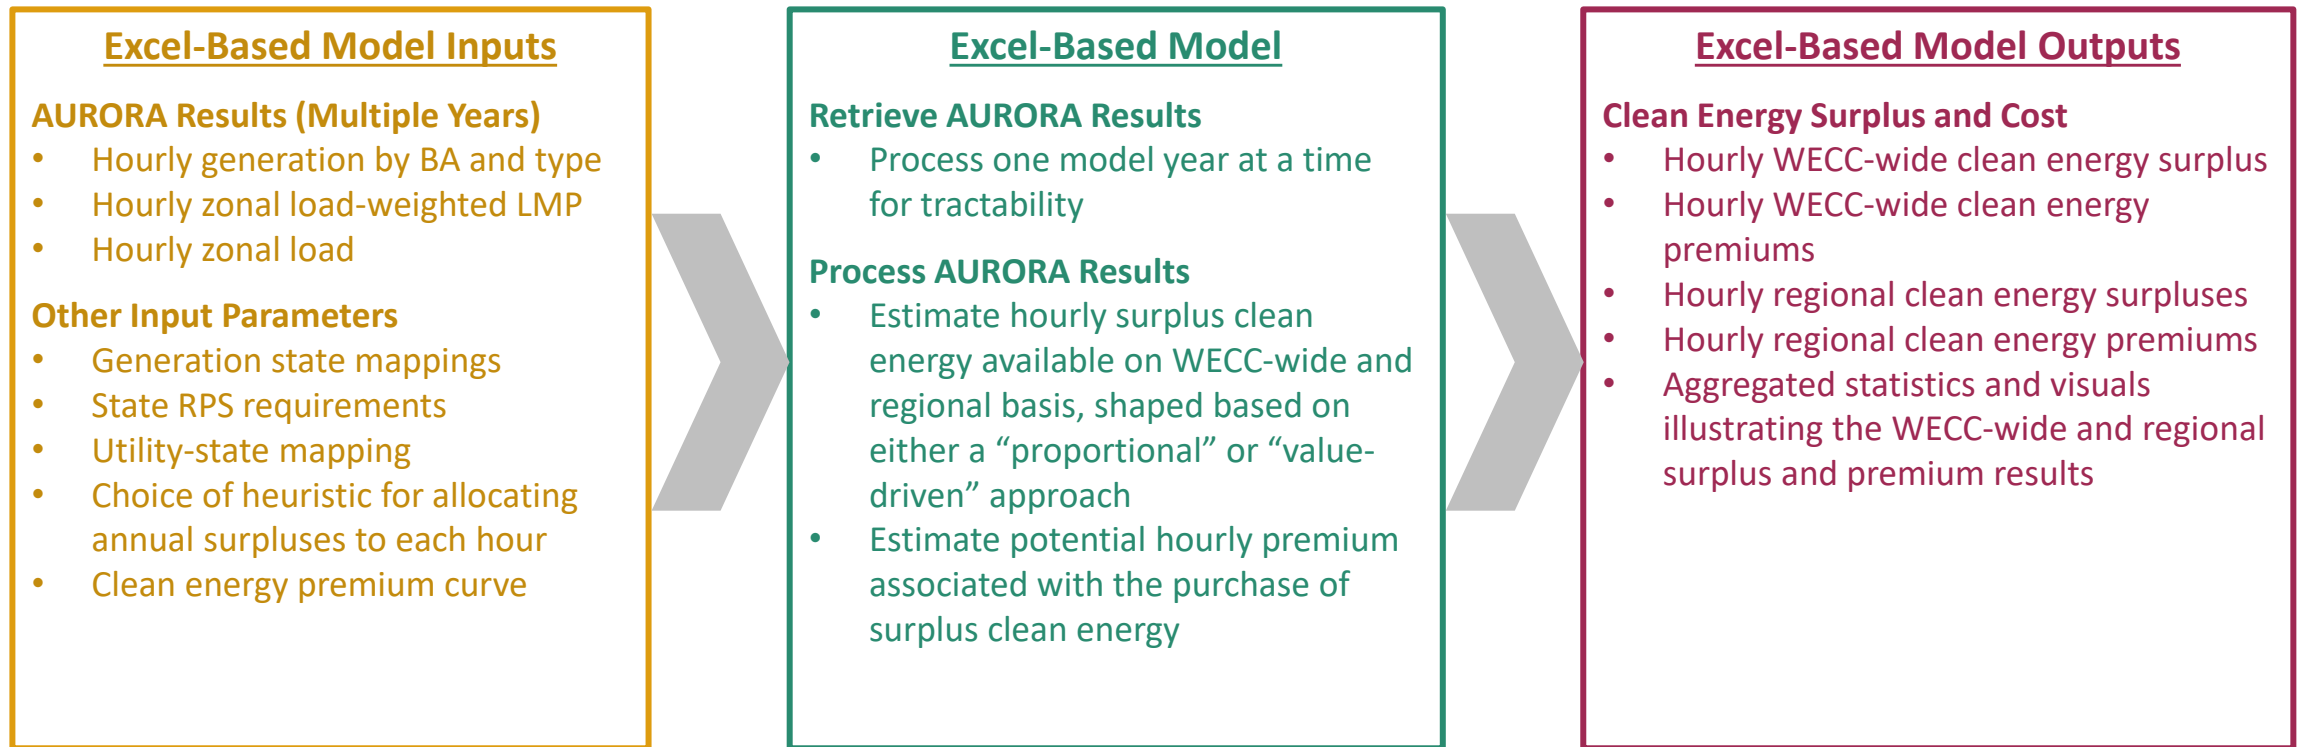 Excel-Based Model Inputs
AURORA Results (Multiple Years)
• Hourly generation by BA and type
• Hourly zonal load-weighted LMP
• Hourly zonal load
Other Input Parameters
• Generation state mappings
• State RPS requirements
• Utility-state mapping
• Choice of heuristic for allocating
annual surpluses to each hour
• Clean energy premium curve
Excel-Based Model
Retrieve AURORA Results
• Process one model year at a time
for tractability
Process AURORA Results
• Estimate hourly surplus clean
energy available on WECC-wide and
regional basis, shaped based on
either a “proportional” or “value-
driven” approach
• Estimate potential hourly premium
associated with the purchase of
surplus clean energy
Excel-Based Model Outputs
Clean Energy Surplus and Cost
• Hourly WECC-wide clean energy surplus
• Hourly WECC-wide clean energy
premiums
• Hourly regional clean energy surpluses
• Hourly regional clean energy premiums
• Aggregated statistics and visuals
illustrating the WECC-wide and regional
surplus and premium results